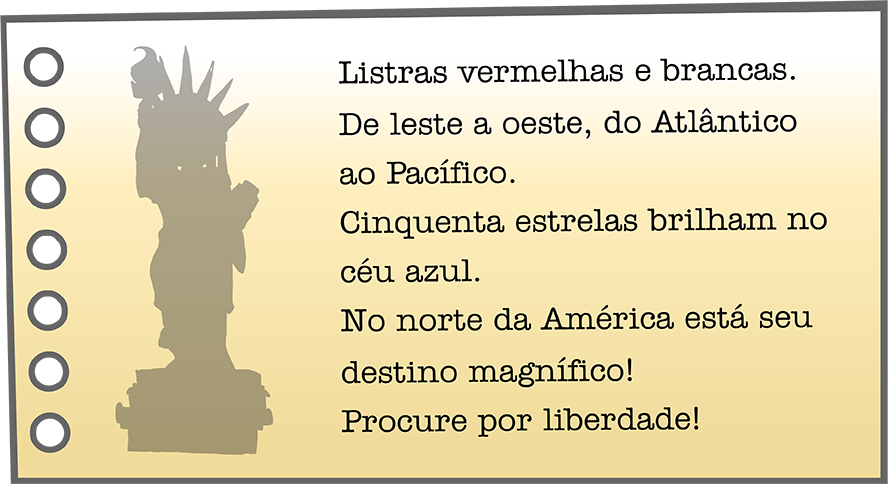 Listras vermelhas e brancas.
De leste a oeste, do Atlântico
ao Pacífico.
Cinquenta estrelas brilham no
céu azul.
No norte da América está seu
destino magnífico!
Procure por liberdade!